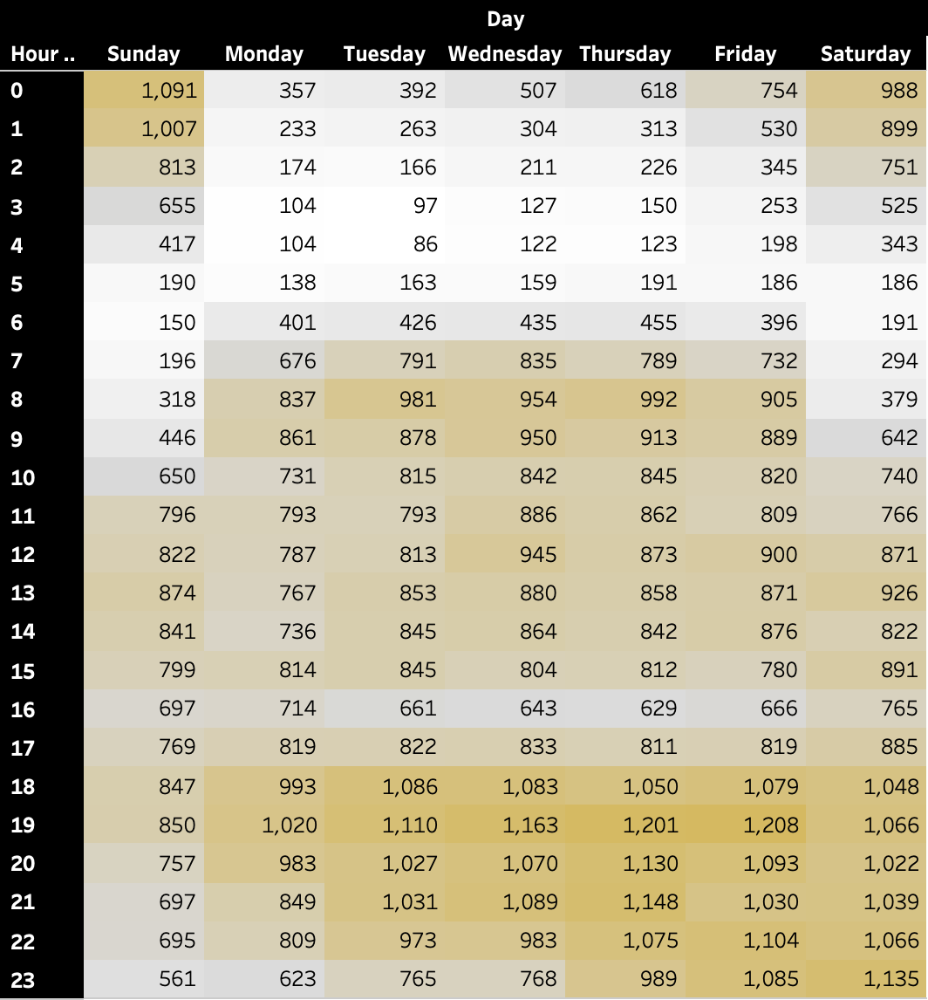 Day
Hour .. Sunday Monday Tuesday Wednesday Thursday Friday Saturday
0 1,091 357 392 507 618 754 988
1 1,007 233 263 304 313 530 899
2 813 174 166 211 226 345 751
3 655 104 97 127 150 253 525
4 417 104 86 122 123 198 343
5 190 138 163 159 191 186 186
6 150 401 426 435 455 396 191
7 196 676 791 835 789 732 294
8 318 837 981 954 992 905 379
9 446 861 878 950 913 889 642
10 650 731 815 842 845 820 740
11 796 793 793 886 862 809 766
12 822 787 813 945 873 900 871
13 874 767 853 880 858 871 926
14 841 736 845 864 842 876 822
15 799 814 845 804 812 780 891
16 697 714 661 643 629 666 765
17 769 819 822 833 811 819 885
18 847 993 1,086 1,083 1,050 1,079 1,048
19 850 1,020 1,110 1,163 1,201 1,208 1,066
20 757 983 1,027 1,070 1,130 1,093 1,022
21 697 849 1,031 1,089 1,148 1,030 1,039
22 695 809 973 983 1,075 1,104 1,066
23 561 623 765 768 989 1,085 1,135